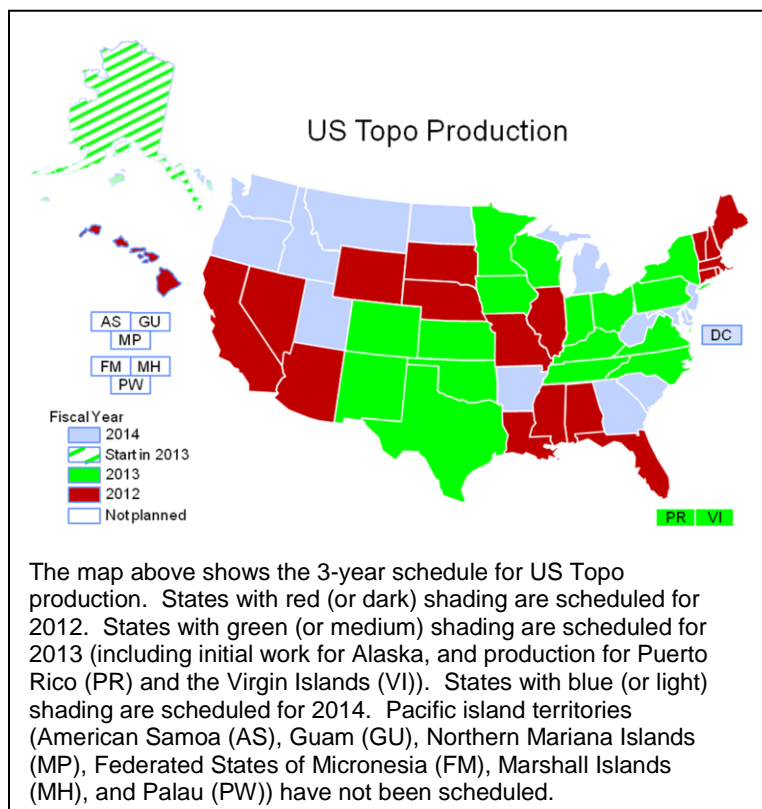 US Topo Production
AS GU
MP
FM MH
PW
DC
Fiscal Year
2014
Start in 2013
2013
2012
Not planned
PR VI
The map above shows the 3-year schedule for US Topo
production. States with red (or dark) shading are scheduled for
2012. States with green (or medium) shading are scheduled for
2013 (including initial work for Alaska, and production for Puerto
Rico (PR) and the Virgin Islands (VI)). States with blue (or light)
shading are scheduled for 2014. Pacific island territories
(American Samoa (AS), Guam (GU), Northern Mariana Islands
(MP), Federated States of Micronesia (FM), Marshall Islands
(MH), and Palau (PW)) have not been scheduled.